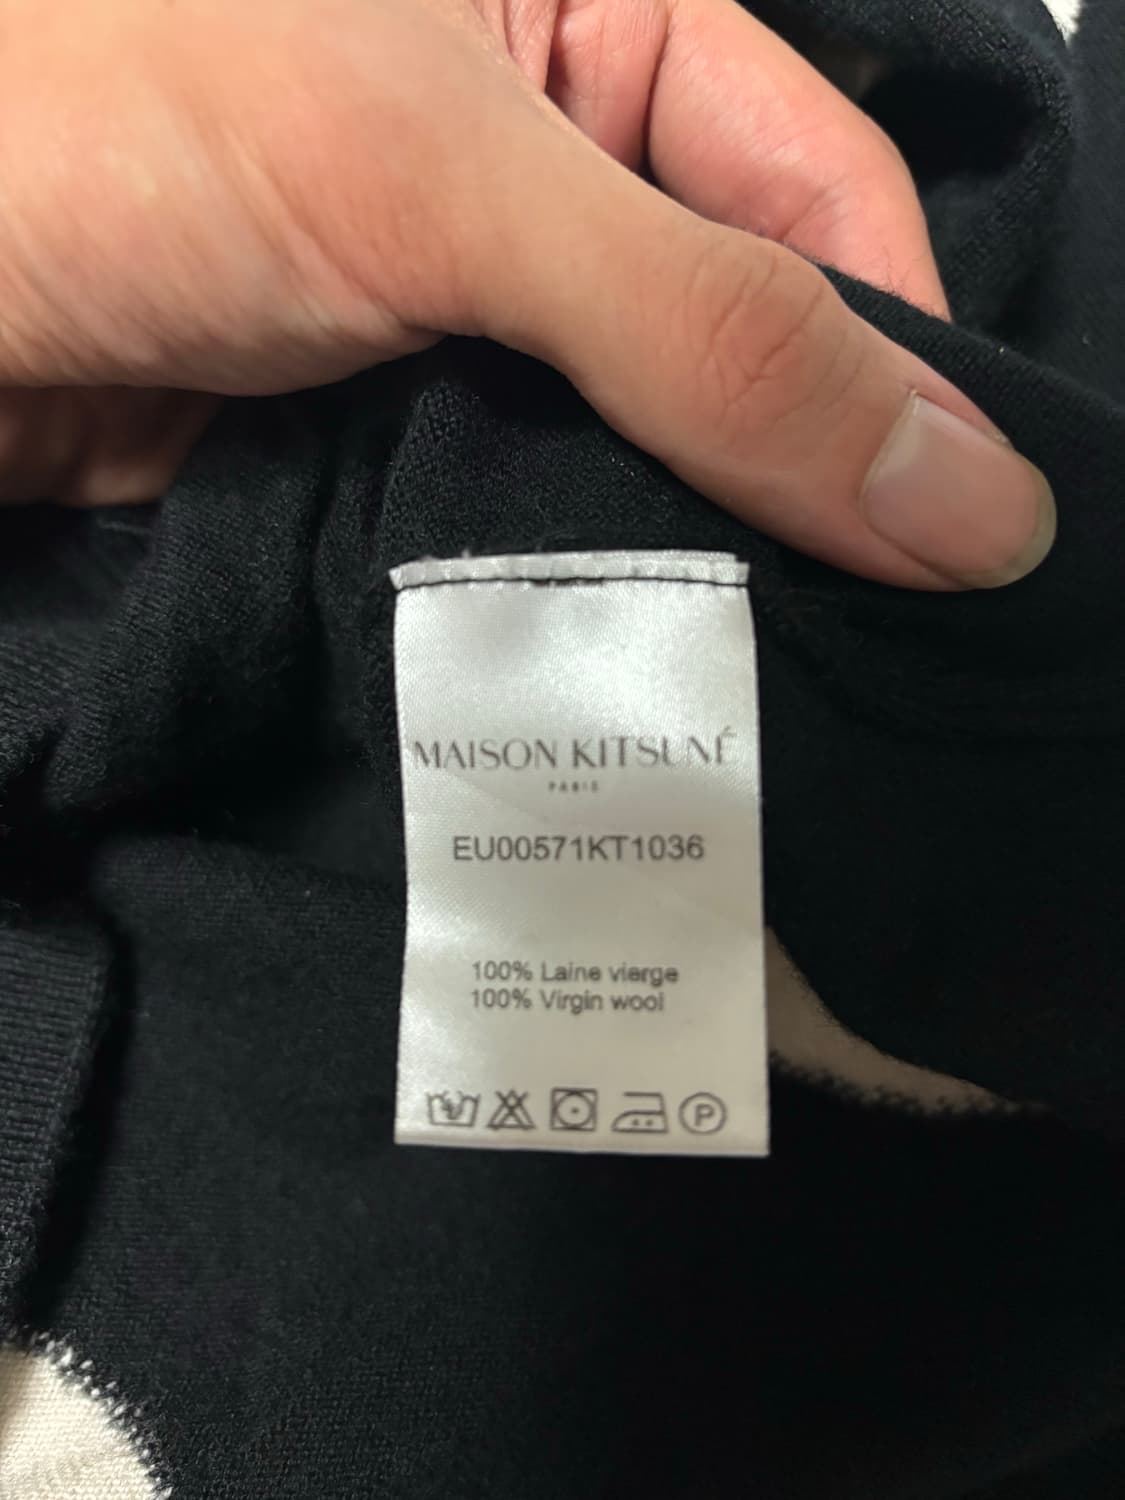 MAISON KITSUNÉ
PARIS
EU00571KT1036
100% Laine vierge
100% Virgin wool
P